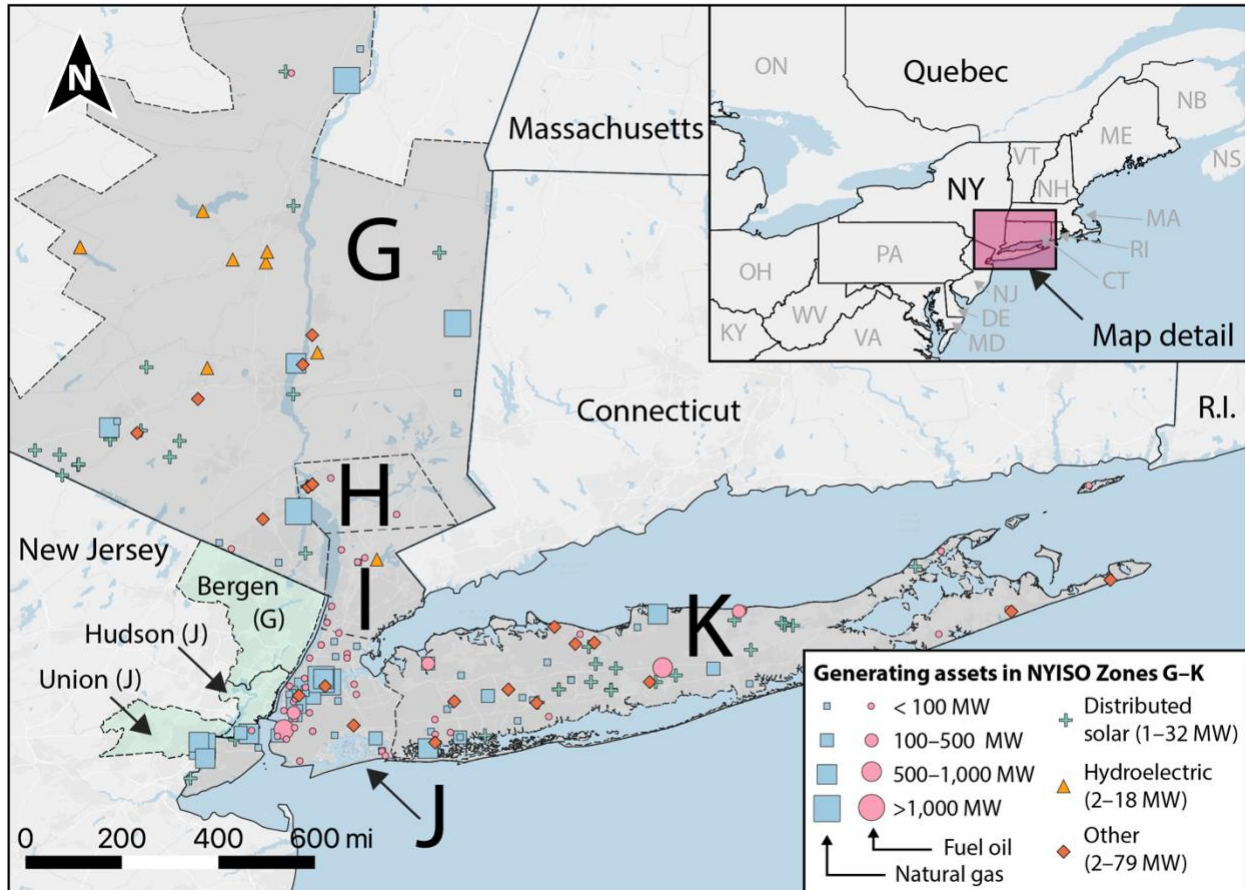 N
Massachusetts
G
Connecticut
R.I.
H
New Jersey
Bergen
(G)
I
Hudson (J)
Union (J)
K
J
0 200 400 600 mi
ON
Quebec
NB
ME
NS
VT
NH
NY
MA
RI
CT
PA
OH
NJ
DE
MD
WV
KY
VA
Map detail
Generating assets in NYISO Zones G–K
< 100 MW
100–500 MW
500–1,000 MW
>1,000 MW
Fuel oil
Natural gas
Distributed
solar (1–32 MW)
Hydroelectric
(2–18 MW)
Other
(2–79 MW)